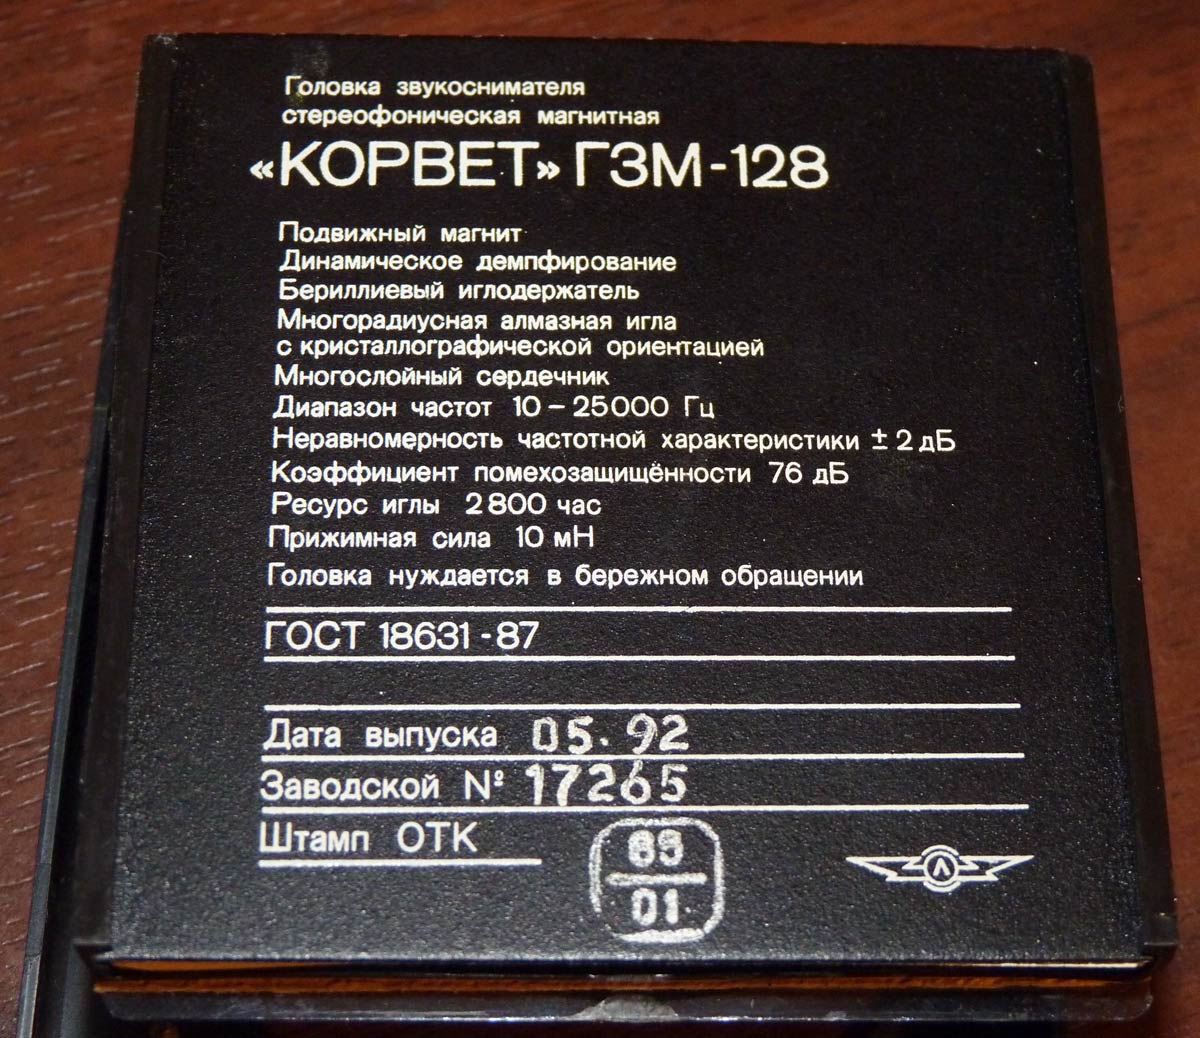 Головка звукоснимателя
стереофоническая магнитная
«КОРВЕТ» ГЗМ-128
Подвижный магнит
Динамическое демпфирование
Бериллиевый иглодержатель
Многорадиусная алмазная игла
с кристаллографической ориентацией
Многослойный сердечник
Диапазон частот 10 – 25000 Гц
Неравномерность частотной характеристики ± 2 дБ
Коэффициент помехозащищённости 76 дБ
Ресурс иглы 2800 час
Прижимная сила 10 мН
Головка нуждается в бережном обращении
ГОСТ 18631-87
Дата выпуска 05.92
Заводской № 17265
Штамп ОТК
01
Л